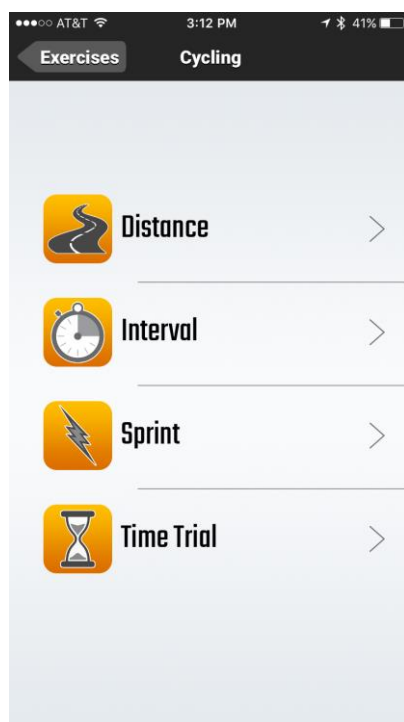 AT&T 3:12 PM 41%
Exercises Cycling
Distance
Interval
Sprint
Time Trial